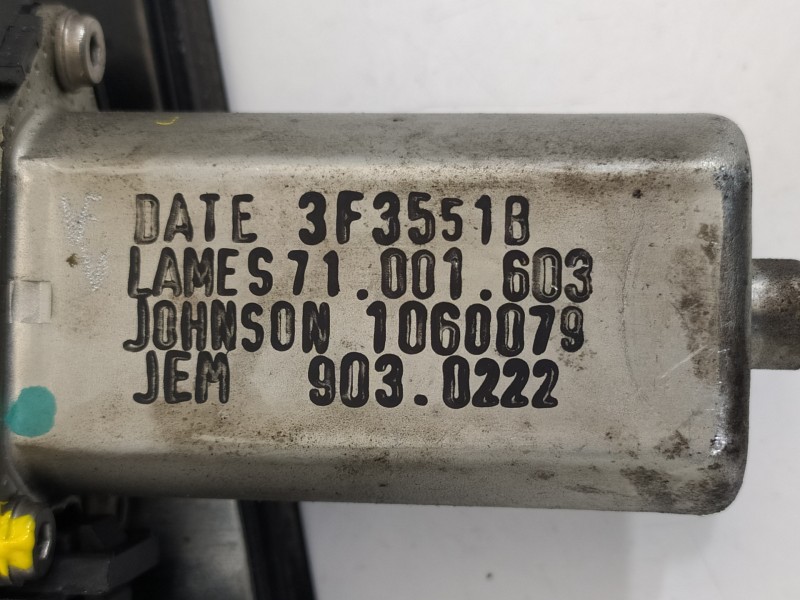 DATE 3F3551B
LAMES 71.001.603
JOHNSON 1060079
JEM 903.0222